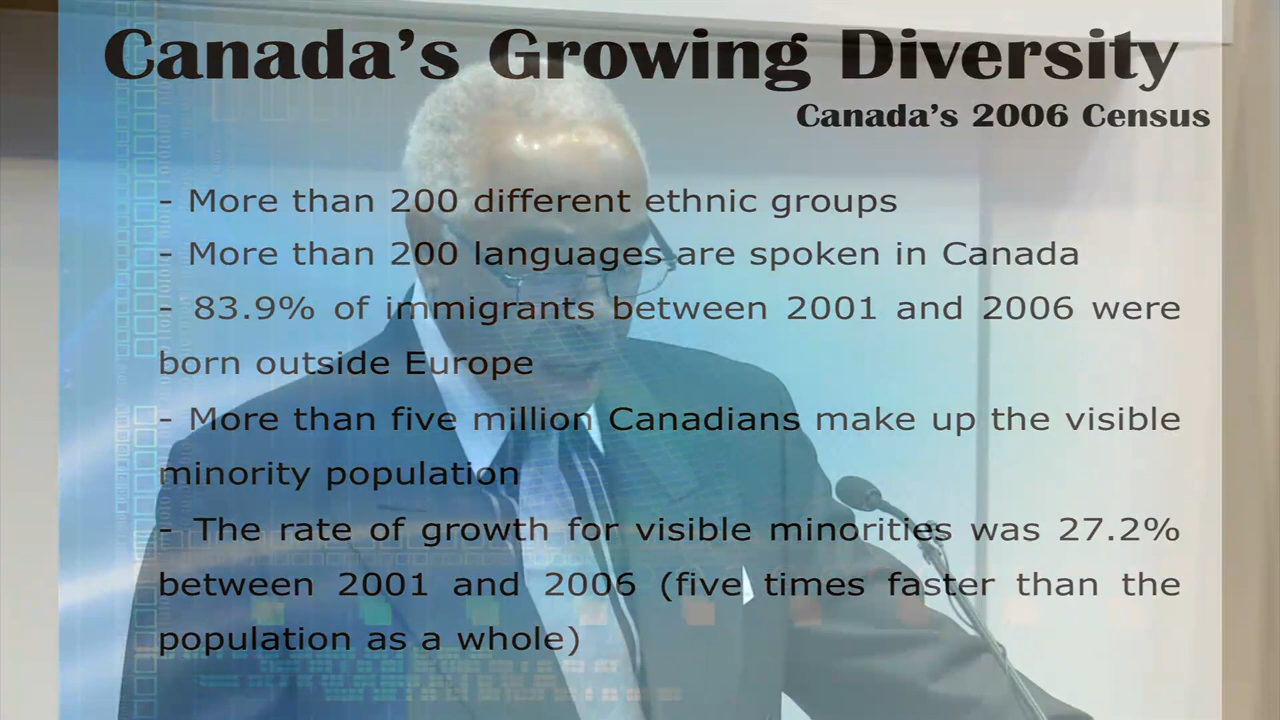 Canada's Growing Diversity
Canada's 2006 Census
- More than 200 different ethnic groups
- More than 200 languages are spoken in Canada
- 83.9% of immigrants between 2001 and 2006 were
born outside Europe
- More than five million Canadians make up the visible
minority population
- The rate of growth for visible minorities was 27.2%
between 2001 and 2006 (five times faster than the
population as a whole)